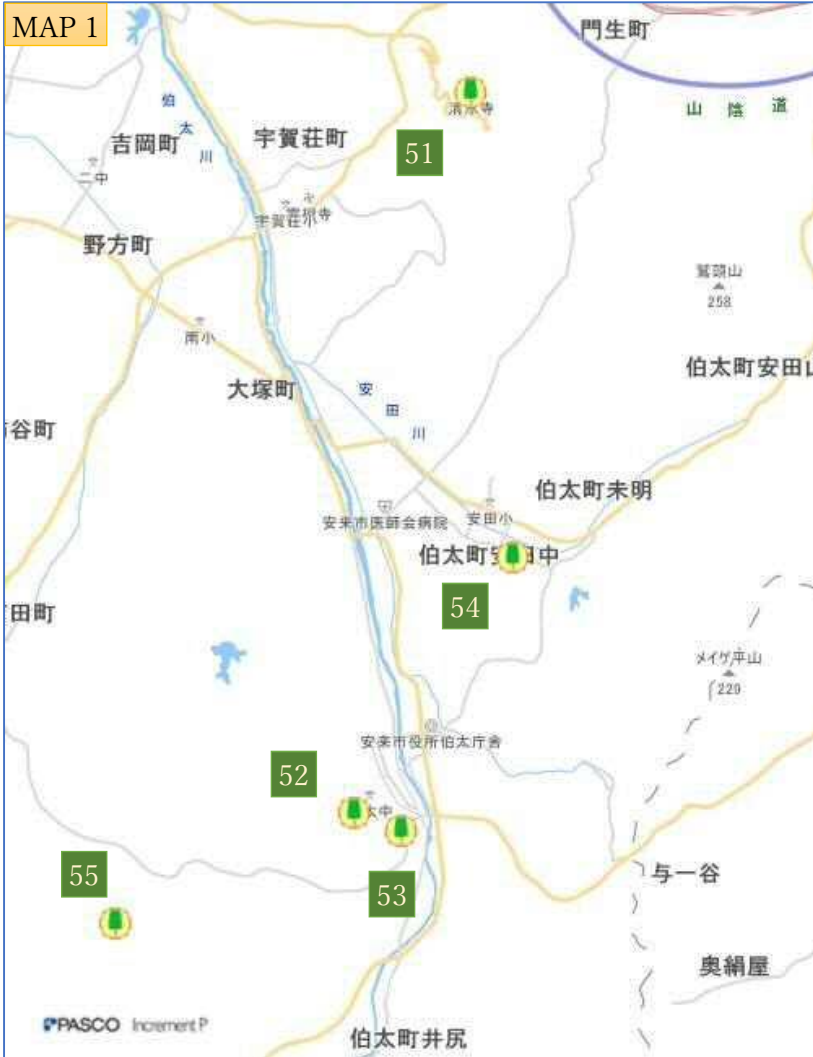 MAP 1
門生町
清水寺
山陰道
伯太川
吉岡町
宇賀荘町
51
二中
宇賀荘小
野方町
鷲頭山
258
南小
伯太町安田山
大塚町
安田川
谷町
伯太町未明
安来市医師会病院
安田小
伯太町安田中
54
田町
メイゲ平山
229
安来市役所伯太庁舎
52
太中
55
53
与一谷
奥絹屋
PASCO Increment P
伯太町井尻